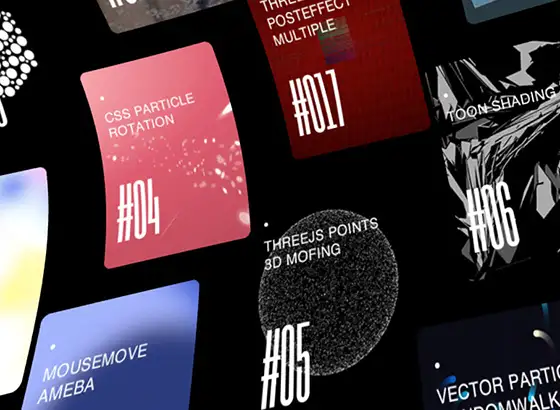 THREE
POSTEFFECT
MULTIPLE
#017
CSS PARTICLE
ROTATION
#04
TOON SHADING
#06
THREEJS POINTS
3D MOFING
#05
MOUSEMOVE
AMEBA
VECTOR PARTIC